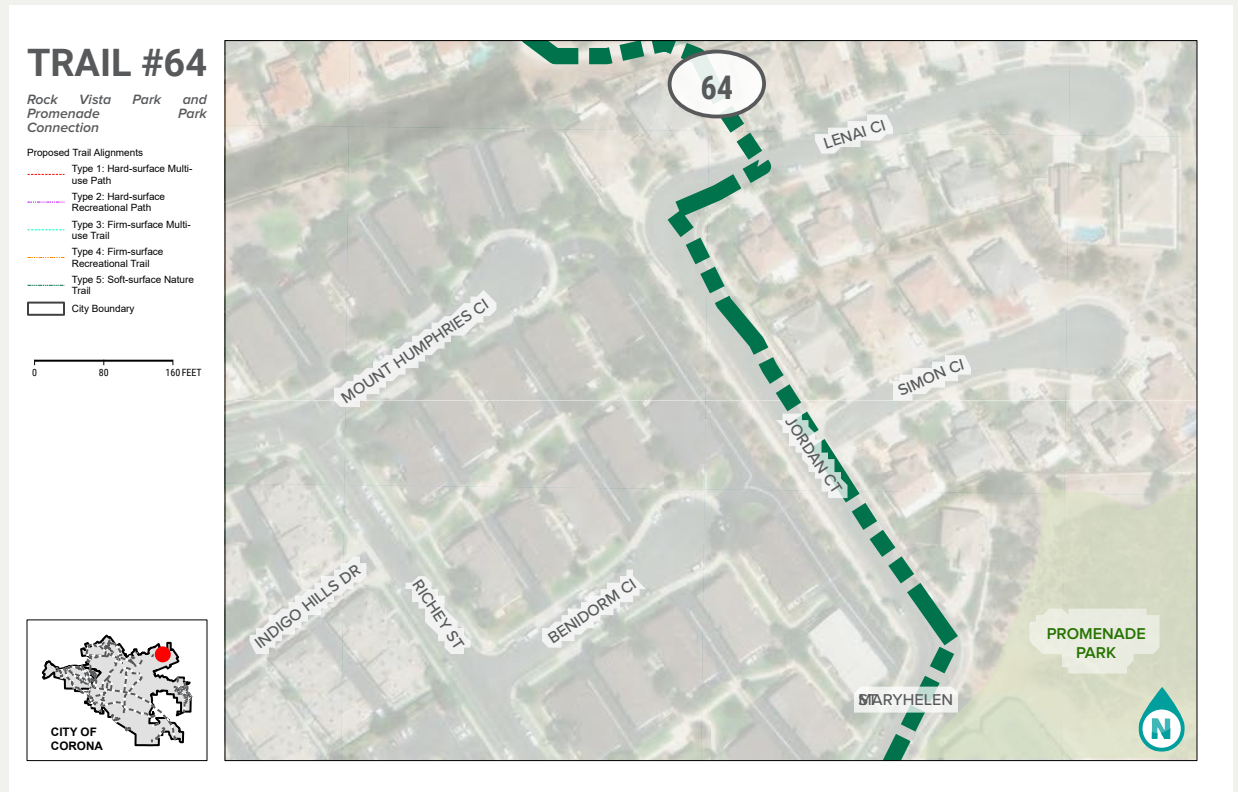 TRAIL #64
Rock Vista Park and
Promenade Park
Connection
Proposed Trail Alignments
Type 1: Hard-surface Multi-
use Path
Type 2: Hard-surface
Recreational Path
Type 3: Firm-surface Multi-
use Trail
Type 4: Firm-surface
Recreational Trail
Type 5: Soft-surface Nature
Trail
City Boundary
0 80 160 FEET
CITY OF
CORONA
64
LENAI CI
MOUNT HUMPHRIES CI
SIMON CI
JORDAN CT
INDIGO HILLS DR
RICHEY ST
BENIDORM CI
PROMENADE
PARK
MARYHELEN
ST
N